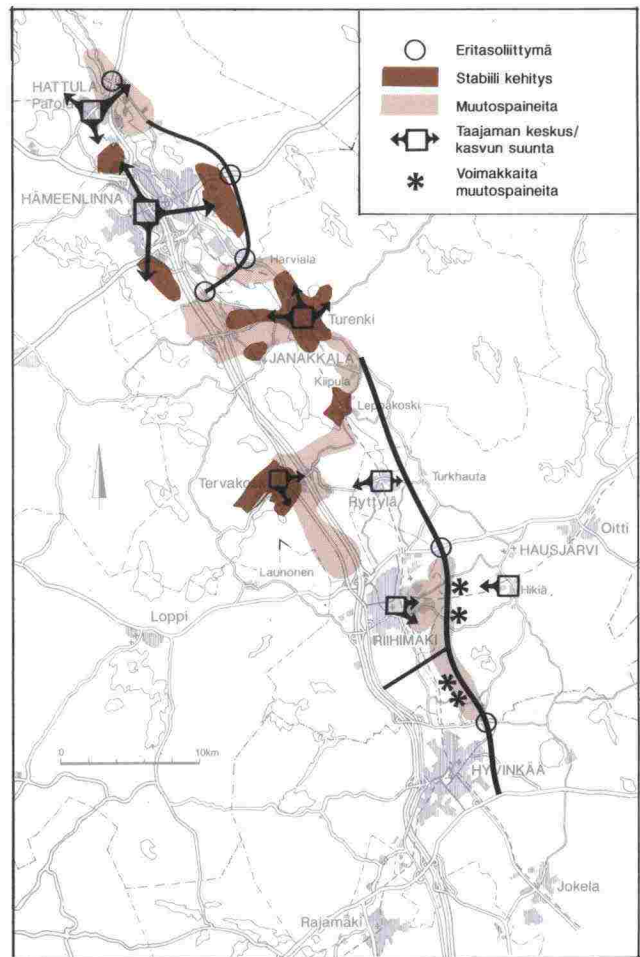 Eritasoliittymä
Stabiili kehitys
Muutospaineita
Taajaman keskus/
kasvun suunta
Voimakkaita
muutospaineita
HATTULA
Parola
HÄMEENLINNA
Harviala
Turenki
JANAKKALA
Kiipula
Leppäkoski
Tervakoski
Ryttylä
Turkhauta
Oitti
HAUSJÄRVI
Launonen
Hikiä
Loppi
RIIHIMÄKI
0 10km
HYVINKÄÄ
Jokela
Rajamäki